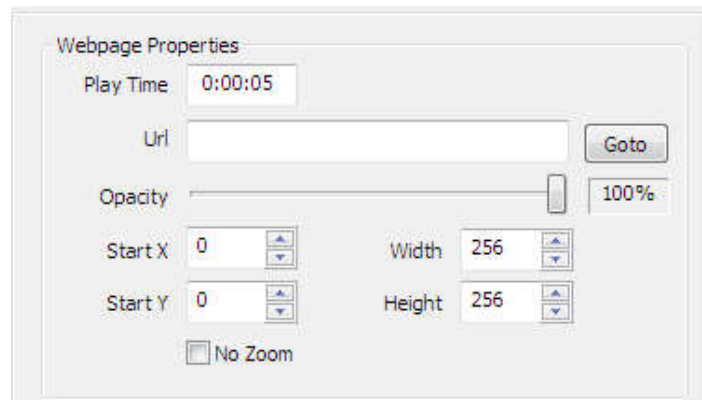 Webpage Properties
Play Time 0:00:05
Url Goto
Opacity 100%
Start X 0 Width 256
Start Y 0 Height 256
No Zoom